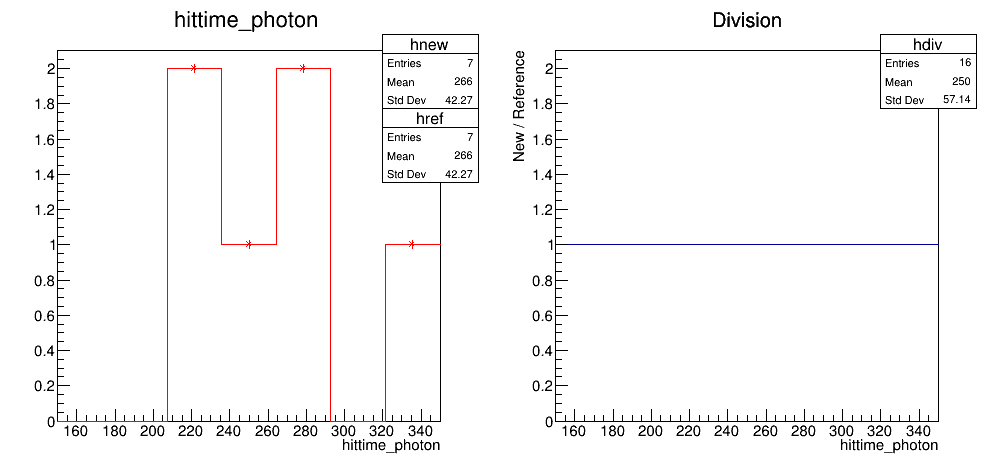 hittime_photon
hnew
Entries 7
Mean 266
Std Dev 42.27
href
Entries 7
Mean 266
Std Dev 42.27
2
1.8
1.6
1.4
1.2
1
0.8
0.6
0.4
0.2
0
160 180 200 220 240 260 280 300 320 340
hittime_photon
Division
hdiv
Entries 16
Mean 250
Std Dev 57.14
New / Reference
2
1.8
1.6
1.4
1.2
1
0.8
0.6
0.4
0.2
0
160 180 200 220 240 260 280 300 320 340
hittime_photon